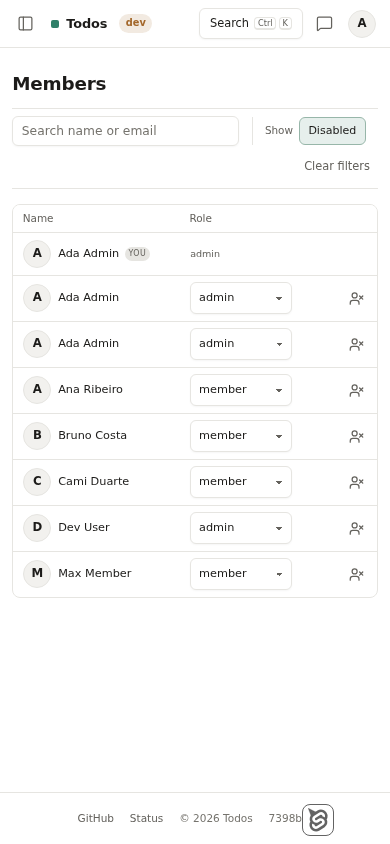 Todos dev Search Ctrl K A
Members
Search name or email Show Disabled
Clear filters
Name Role
A Ada Admin YOU admin
A Ada Admin admin
A Ada Admin admin
A Ana Ribeiro member
B Bruno Costa member
C Cami Duarte member
D Dev User admin
M Max Member member
GitHub Status © 2026 Todos 7398b